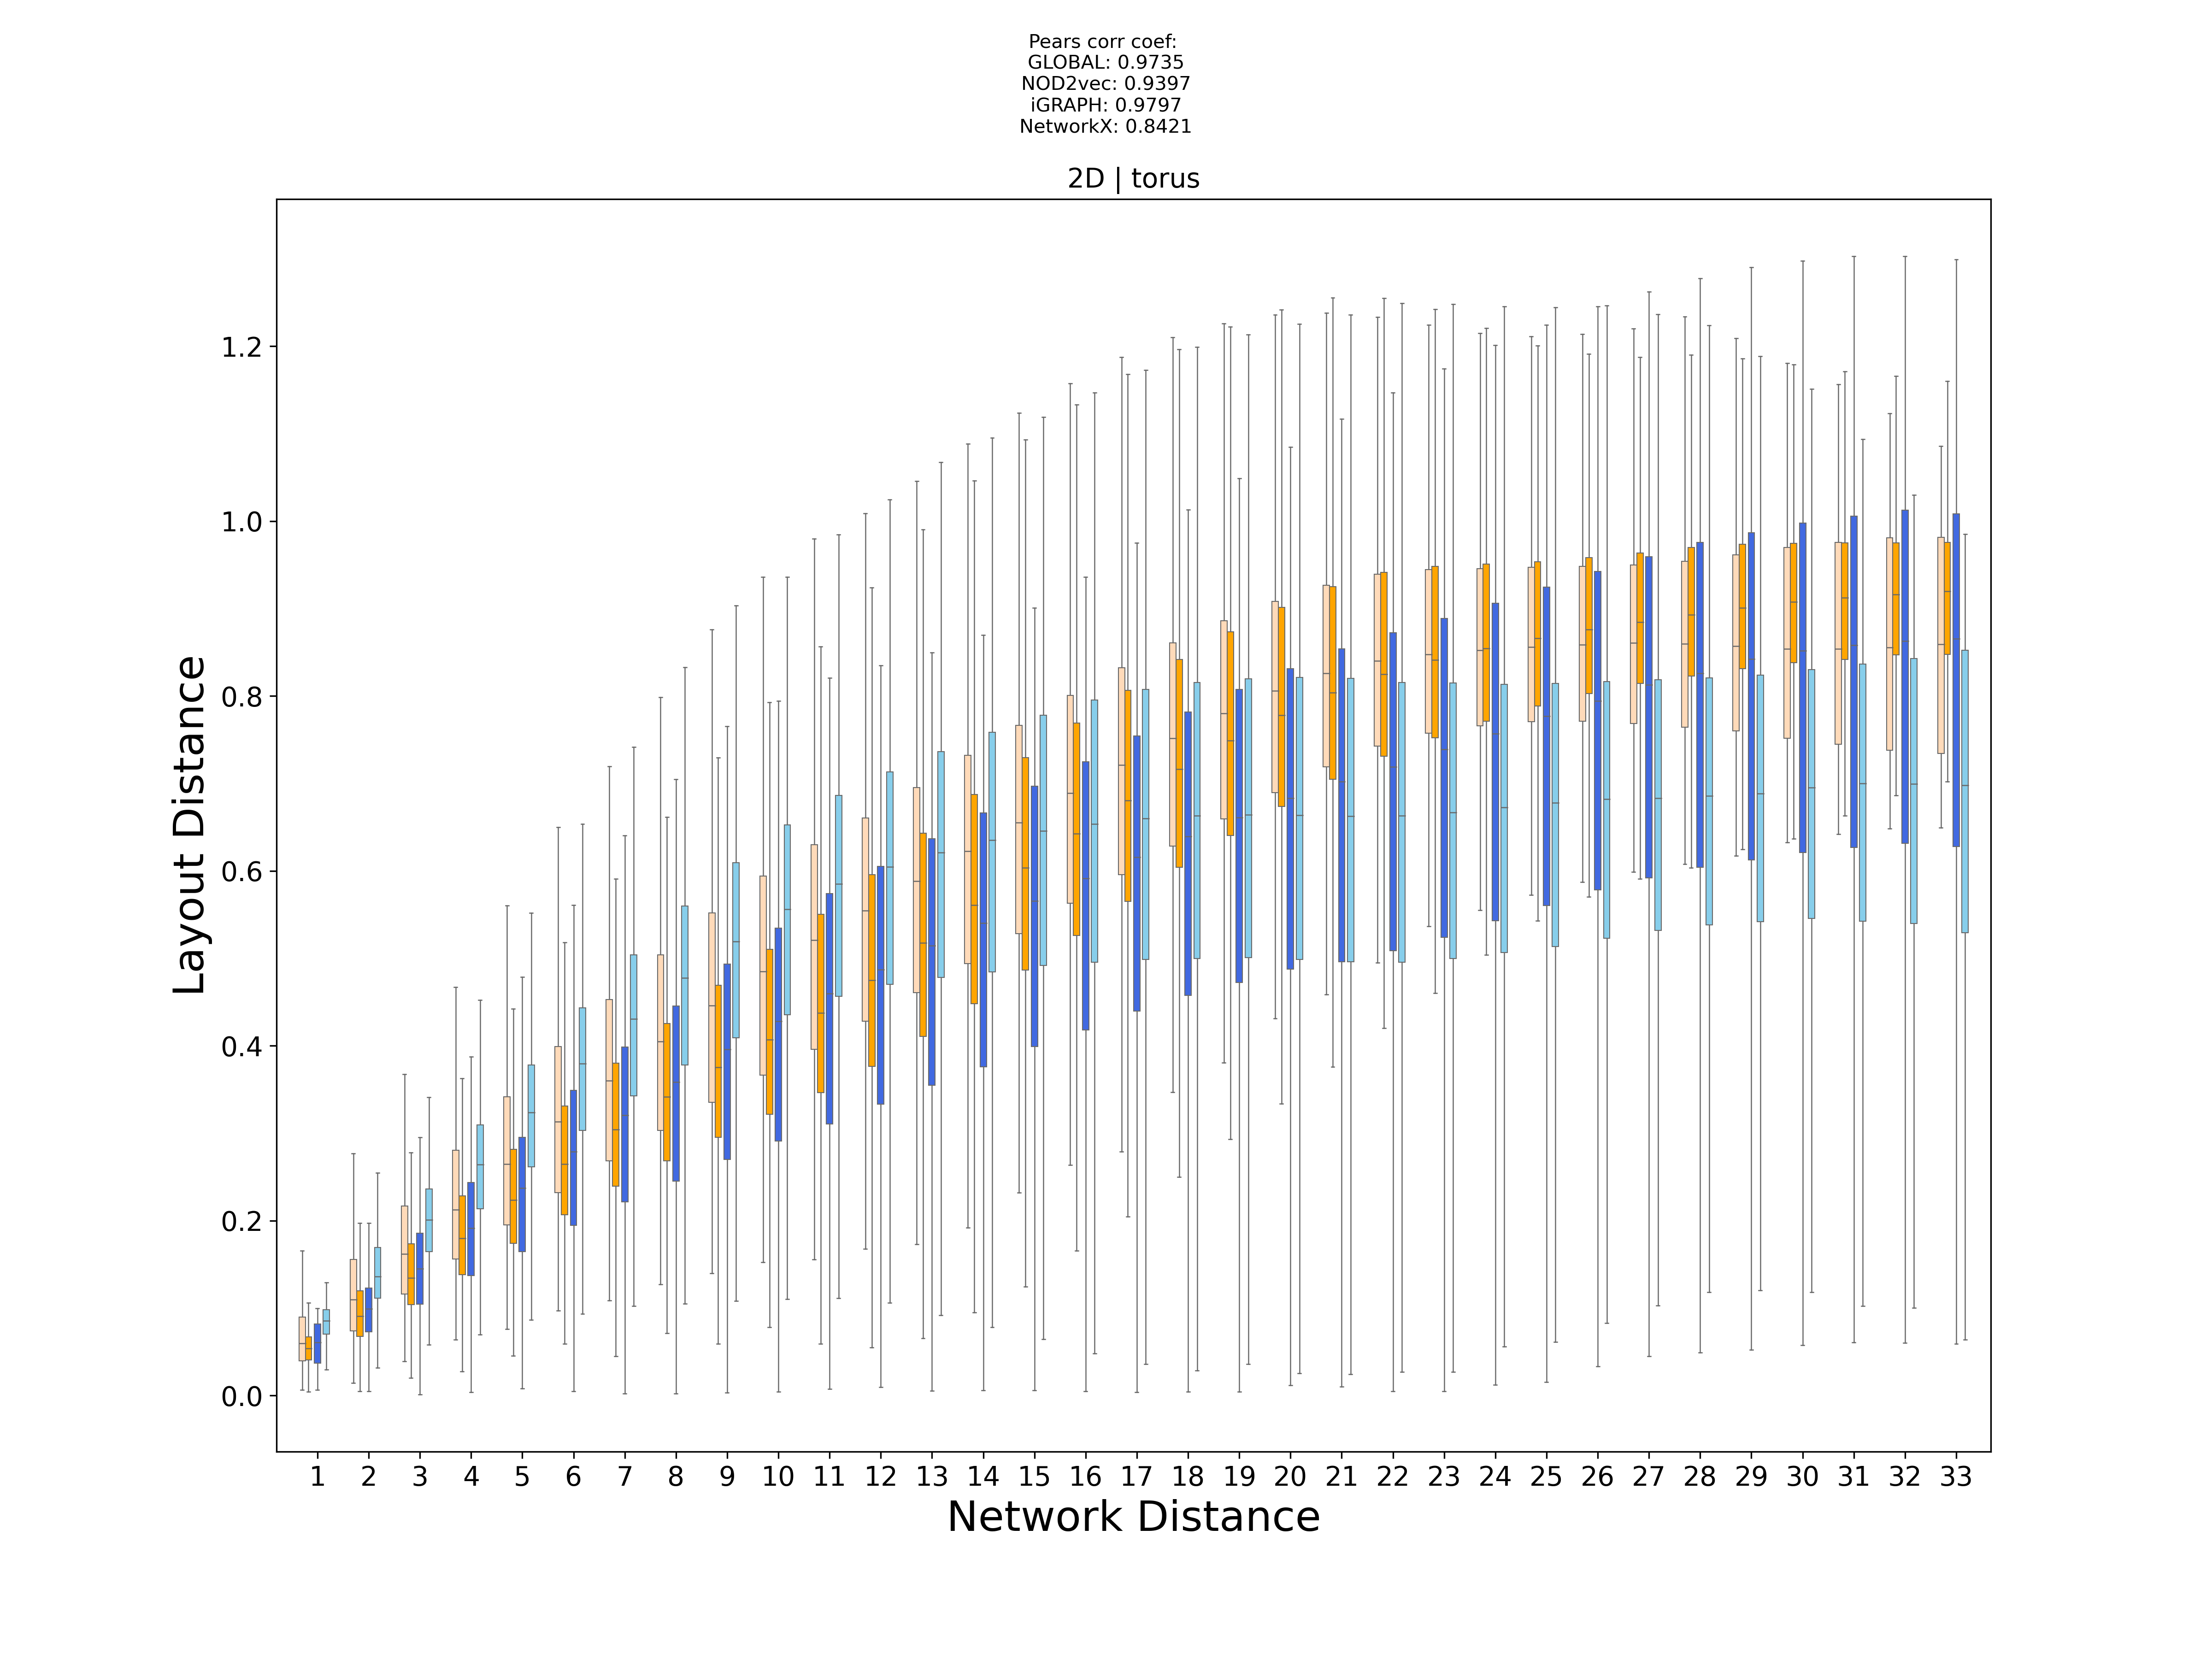 Pears corr coef:
GLOBAL: 0.9735
NOD2vec: 0.9397
iGRAPH: 0.9797
NetworkX: 0.8421
2D | torus
1.2
1.0
0.8
0.6
0.4
0.2
0.0
Layout Distance
1 2 3 4 5 6 7 8 9 10 11 12 13 14 15 16 17 18 19 20 21 22 23 24 25 26 27 28 29 30 31 32 33
Network Distance